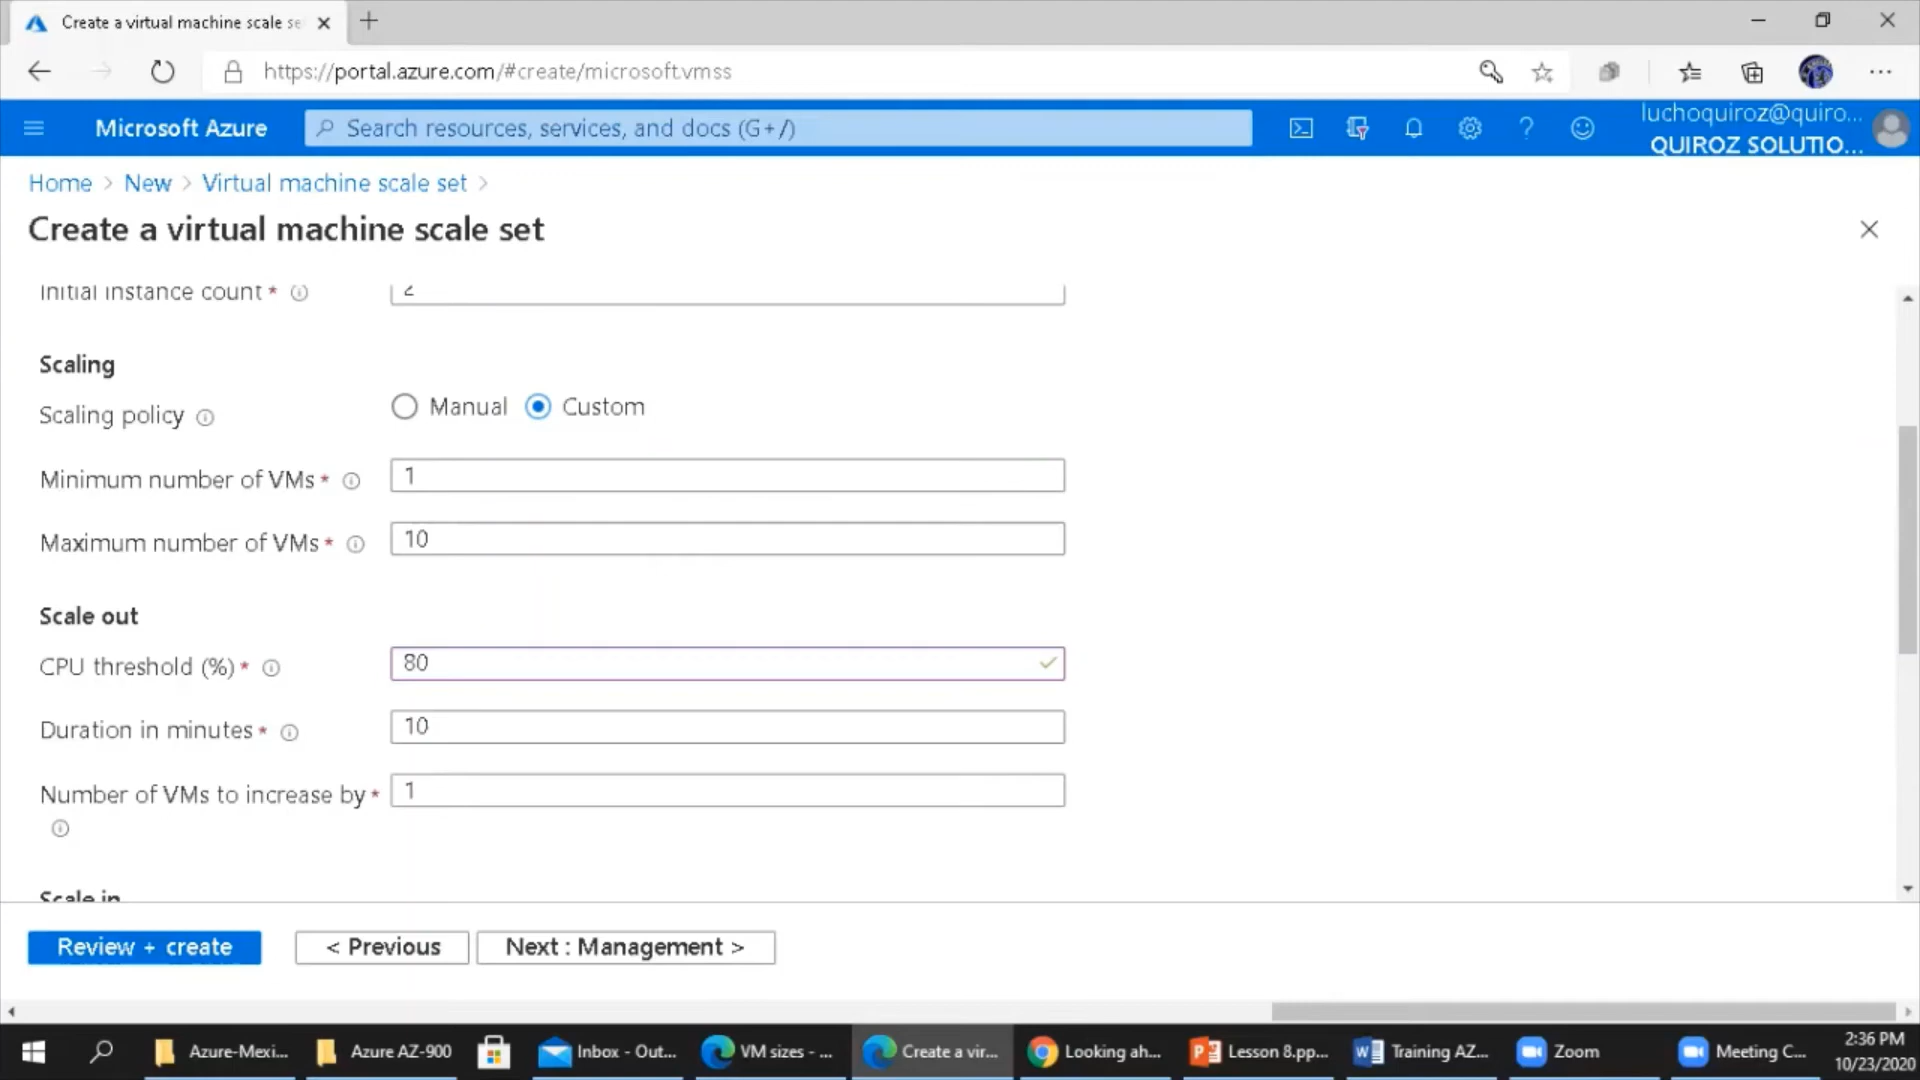 Create a virtual machine scale se
https://portal.azure.com/#create/microsoft.vmss
Microsoft Azure
Search resources, services, and docs (G+/)
luchoquiroz@quiro...
QUIROZ SOLUTIO...
Home > New > Virtual machine scale set >
Create a virtual machine scale set
Initial instance count * 2
Scaling
Scaling policy Manual Custom
Minimum number of VMs * 1
Maximum number of VMs * 10
Scale out
CPU threshold (%) * 80
Duration in minutes * 10
Number of VMs to increase by * 1
Scale in
Review + create < Previous Next : Management >
Azure-Mexi... Azure AZ-900 Inbox - Out... VM sizes - ... Create a vir... Looking ah... Lesson 8.pp... Training AZ... Zoom Meeting C...
2:36 PM
10/23/2020